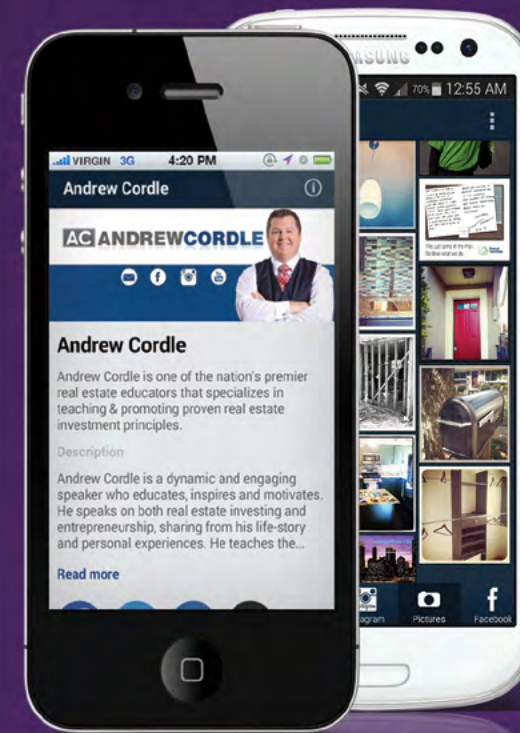 VIRGIN 3G 4:20 PM
Andrew Cordle
AC ANDREWCORDLE
Andrew Cordle
Andrew Cordle is one of the nation's premier
real estate educators that specializes in
teaching & promoting proven real estate
investment principles.
Description
Andrew Cordle is a dynamic and engaging
speaker who educates, inspires and motivates.
He speaks on both real estate investing and
entrepreneurship, sharing from his life-story
and personal experiences. He teaches the...
Read more
MSUNG
70% 12:55 AM
agram
Pictures
Facebook